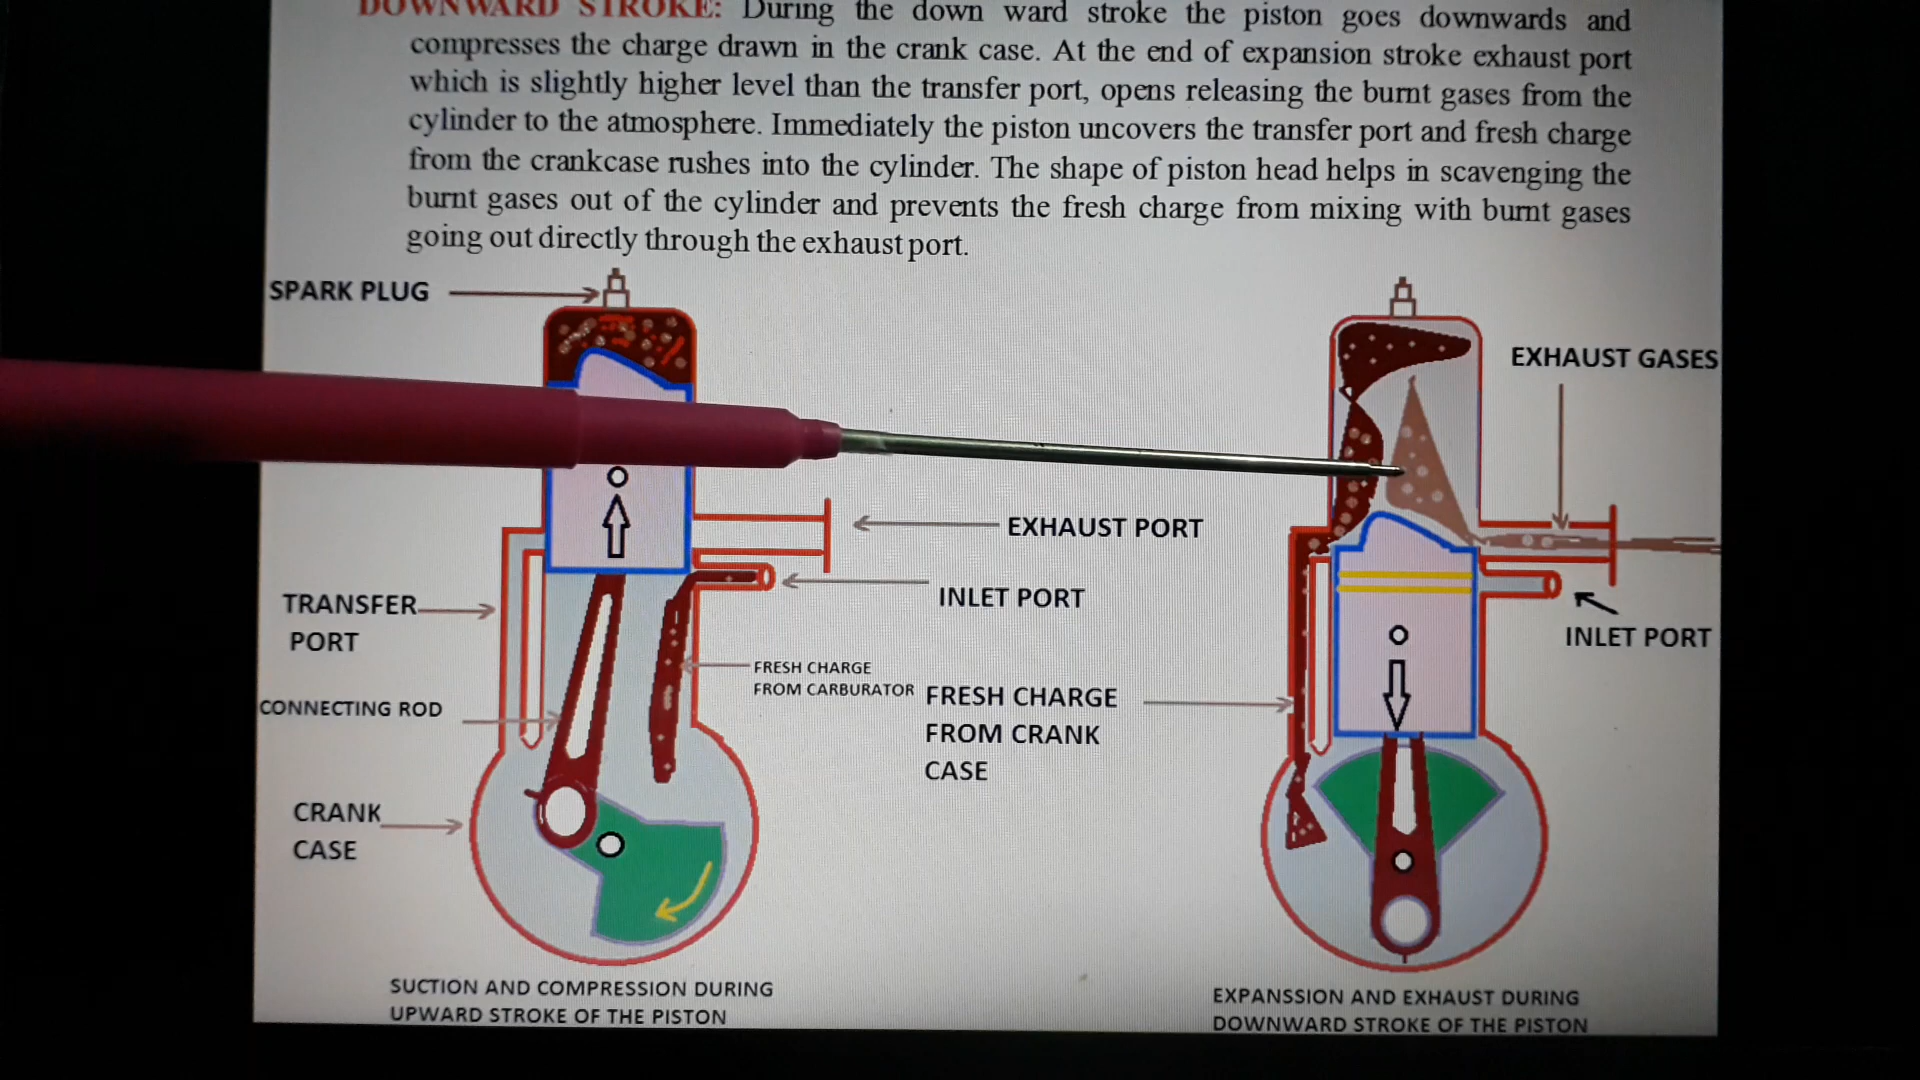 DOWNWARD STROKE: During the down ward stroke the piston goes downwards and
compresses the charge drawn in the crank case. At the end of expansion stroke exhaust port
which is slightly higher level than the transfer port, opens releasing the burnt gases from the
cylinder to the atmosphere. Immediately the piston uncovers the transfer port and fresh charge
from the crankcase rushes into the cylinder. The shape of piston head helps in scavenging the
burnt gases out of the cylinder and prevents the fresh charge from mixing with burnt gases
going out directly through the exhaust port.
SPARK PLUG
EXHAUST PORT
INLET PORT
TRANSFER
PORT
FRESH CHARGE
FROM CARBURATOR
CONNECTING ROD
CRANK
CASE
SUCTION AND COMPRESSION DURING
UPWARD STROKE OF THE PISTON
EXHAUST GASES
INLET PORT
FRESH CHARGE
FROM CRANK
CASE
EXPANSSION AND EXHAUST DURING
DOWNWARD STROKE OF THE PISTON